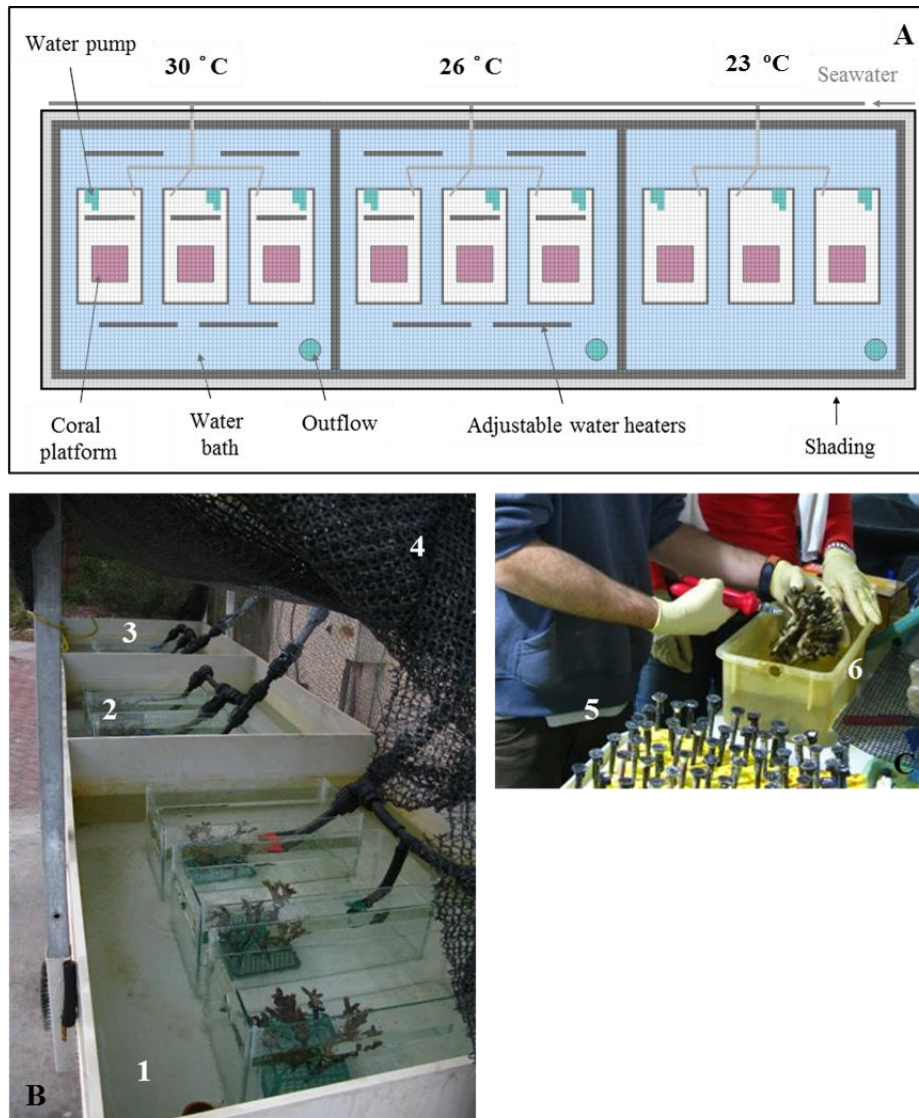 A
Water pump
30 °C
26 °C
23 ºC
Seawater
Coral
platform
Water
bath
Outflow
Adjustable water heaters
Shading
4
3
2
1
B
5
6
C